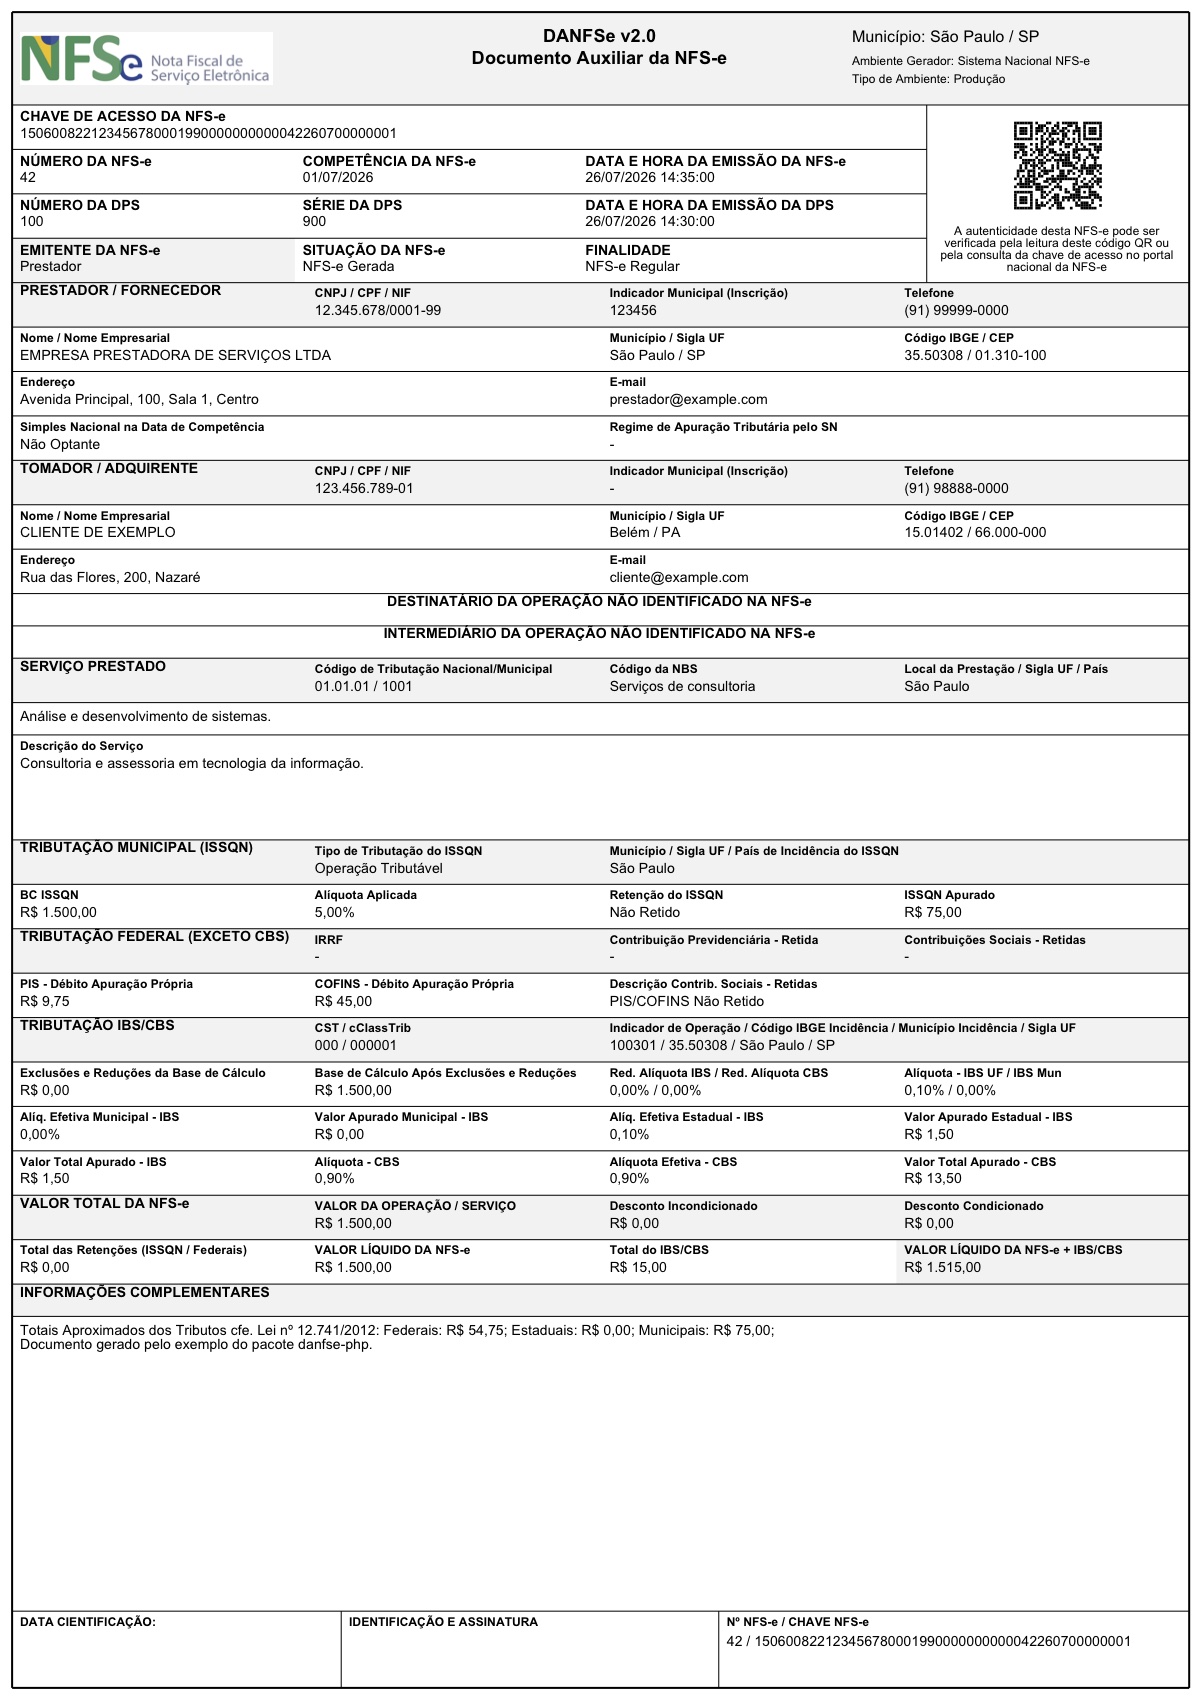 NFSe Nota Fiscal de
Serviço Eletrônica
DANFSe v2.0
Documento Auxiliar da NFS-e
Município: São Paulo / SP
Ambiente Gerador: Sistema Nacional NFS-e
Tipo de Ambiente: Produção
CHAVE DE ACESSO DA NFS-e
15060082212345678000199000000000042260700000001
NÚMERO DA NFS-e COMPETÊNCIA DA NFS-e DATA E HORA DA EMISSÃO DA NFS-e
42 01/07/2026 26/07/2026 14:35:00
NÚMERO DA DPS SÉRIE DA DPS DATA E HORA DA EMISSÃO DA DPS
100 900 26/07/2026 14:30:00
EMITENTE DA NFS-e SITUAÇÃO DA NFS-e FINALIDADE
Prestador NFS-e Gerada NFS-e Regular
A autenticidade desta NFS-e pode ser
verificada pela leitura deste código QR ou
pela consulta da chave de acesso no portal
nacional da NFS-e
PRESTADOR / FORNECEDOR CNPJ / CPF / NIF Indicador Municipal (Inscrição) Telefone
12.345.678/0001-99 123456 (91) 99999-0000
Nome / Nome Empresarial Município / Sigla UF Código IBGE / CEP
EMPRESA PRESTADORA DE SERVIÇOS LTDA São Paulo / SP 35.50308 / 01.310-100
Endereço E-mail
Avenida Principal, 100, Sala 1, Centro prestador@example.com
Simples Nacional na Data de Competência Regime de Apuração Tributária pelo SN
Não Optante -
TOMADOR / ADQUIRENTE CNPJ / CPF / NIF Indicador Municipal (Inscrição) Telefone
123.456.789-01 - (91) 98888-0000
Nome / Nome Empresarial Município / Sigla UF Código IBGE / CEP
CLIENTE DE EXEMPLO Belém / PA 15.01402 / 66.000-000
Endereço E-mail
Rua das Flores, 200, Nazaré cliente@example.com
DESTINATÁRIO DA OPERAÇÃO NÃO IDENTIFICADO NA NFS-e
INTERMEDIÁRIO DA OPERAÇÃO NÃO IDENTIFICADO NA NFS-e
SERVIÇO PRESTADO Código de Tributação Nacional/Municipal Código da NBS Local da Prestação / Sigla UF / País
01.01.01 / 1001 Serviços de consultoria São Paulo
Análise e desenvolvimento de sistemas.
Descrição do Serviço
Consultoria e assessoria em tecnologia da informação.
TRIBUTAÇÃO MUNICIPAL (ISSQN) Tipo de Tributação do ISSQN Município / Sigla UF / País de Incidência do ISSQN
Operação Tributável São Paulo
BC ISSQN Alíquota Aplicada Retenção do ISSQN ISSQN Apurado
R$ 1.500,00 5,00% Não Retido R$ 75,00
TRIBUTAÇÃO FEDERAL (EXCETO CBS) IRRF Contribuição Previdenciária - Retida Contribuições Sociais - Retidas
- - -
PIS - Débito Apuração Própria COFINS - Débito Apuração Própria Descrição Contrib. Sociais - Retidas
R$ 9,75 R$ 45,00 PIS/COFINS Não Retido
TRIBUTAÇÃO IBS/CBS CST / cClassTrib Indicador de Operação / Código IBGE Incidência / Município Incidência / Sigla UF
000 / 000001 100301 / 35.50308 / São Paulo / SP
Exclusões e Reduções da Base de Cálculo Base de Cálculo Após Exclusões e Reduções Red. Alíquota IBS / Red. Alíquota CBS Alíquota - IBS UF / IBS Mun
R$ 0,00 R$ 1.500,00 0,00% / 0,00% 0,10% / 0,00%
Alíq. Efetiva Municipal - IBS Valor Apurado Municipal - IBS Alíq. Efetiva Estadual - IBS Valor Apurado Estadual - IBS
0,00% R$ 0,00 0,10% R$ 1,50
Valor Total Apurado - IBS Alíquota - CBS Alíquota Efetiva - CBS Valor Total Apurado - CBS
R$ 1,50 0,90% 0,90% R$ 13,50
VALOR TOTAL DA NFS-e VALOR DA OPERAÇÃO / SERVIÇO Desconto Incondicionado Desconto Condicionado
R$ 1.500,00 R$ 0,00 R$ 0,00
Total das Retenções (ISSQN / Federais) VALOR LÍQUIDO DA NFS-e Total do IBS/CBS VALOR LÍQUIDO DA NFS-e + IBS/CBS
R$ 0,00 R$ 1.500,00 R$ 15,00 R$ 1.515,00
INFORMAÇÕES COMPLEMENTARES
Totais Aproximados dos Tributos cfe. Lei nº 12.741/2012: Federais: R$ 54,75; Estaduais: R$ 0,00; Municipais: R$ 75,00;
Documento gerado pelo exemplo do pacote danfse-php.
DATA CIENTIFICAÇÃO: IDENTIFICAÇÃO E ASSINATURA Nº NFS-e / CHAVE NFS-e
42 / 15060082212345678000199000000000042260700000001